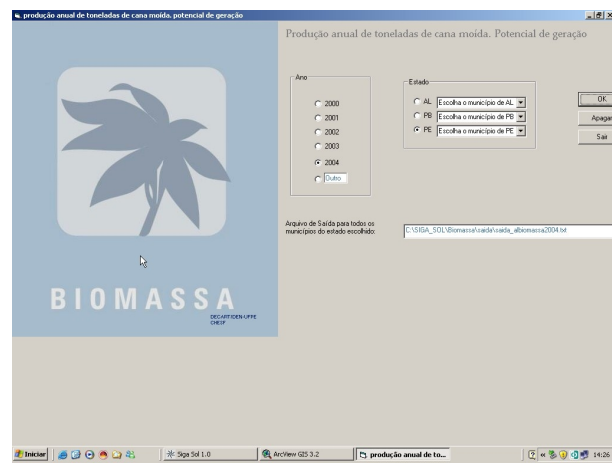 produção anual de toneladas de cana moída. potencial de geração
Produção anual de toneladas de cana moída. Potencial de geração
Ano
2000
2001
2002
2003
2004
Outro
Estado
AL Escolha o município de AL
PB Escolha o município de PB
PE Escolha o município de PE
OK
Apagar
Sair
Arquivo de Saída para todos os
municípios do estado escolhido:
C:\SIGA_SOL\Biomassa\saida\saida_albiomassa2004.txt
BIOMASSA
DECART/DEN-UFPE
CHESF
Iniciar
Siga Sol 1.0
ArcView GIS 3.2
produção anual de to...
14:26